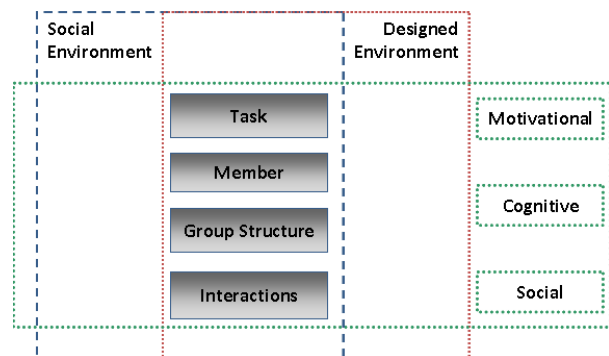 Social
Environment
Designed
Environment
Task
Motivational
Member
Cognitive
Group Structure
Interactions
Social